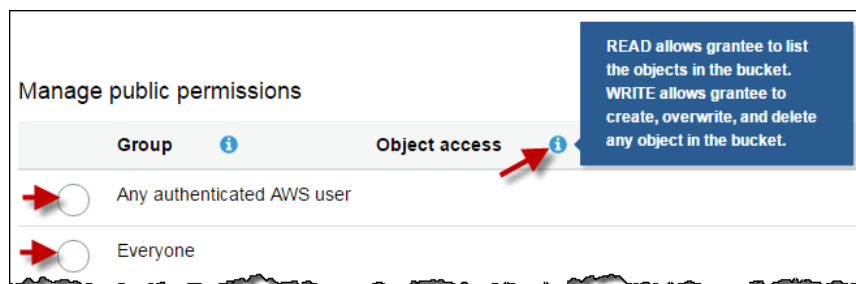 READ allows grantee to list
the objects in the bucket.
WRITE allows grantee to
create, overwrite, and delete
any object in the bucket.
Manage public permissions
Group Object access
Any authenticated AWS user
Everyone